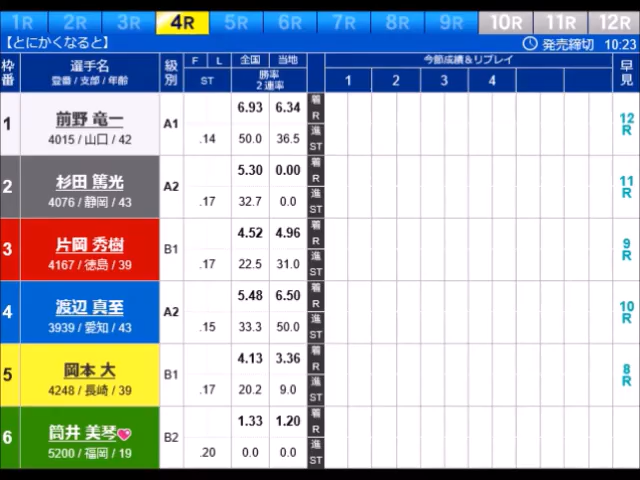 1R 2R 3R 4R 5R 6R 7R 8R 9R 10R 11R 12R
【とにかくなると】 発売締切 10:23
枠番 選手名 登番 / 支部 / 年齢 級別 F L ST 全国 当地 勝率 2連率 今節成績&リプレイ 1 2 3 4 早見
1 前野 竜一 A1 6.93 6.34 着 R 12R
4015 / 山口 / 42 .14 50.0 36.5 進 ST
2 杉田 篤光 A2 5.30 0.00 着 R 11R
4076 / 静岡 / 43 .17 32.7 0.0 進 ST
3 片岡 秀樹 B1 4.52 4.96 着 R 9R
4167 / 徳島 / 39 .17 22.5 31.0 進 ST
4 渡辺 真至 A2 5.48 6.50 着 R 10R
3939 / 愛知 / 43 .15 33.3 50.0 進 ST
5 岡本 大 B1 4.13 3.36 着 R 8R
4248 / 長崎 / 39 .17 20.2 9.0 進 ST
6 筒井 美琴 B2 1.33 1.20 着 R
5200 / 福岡 / 19 .20 0.0 0.0 進 ST